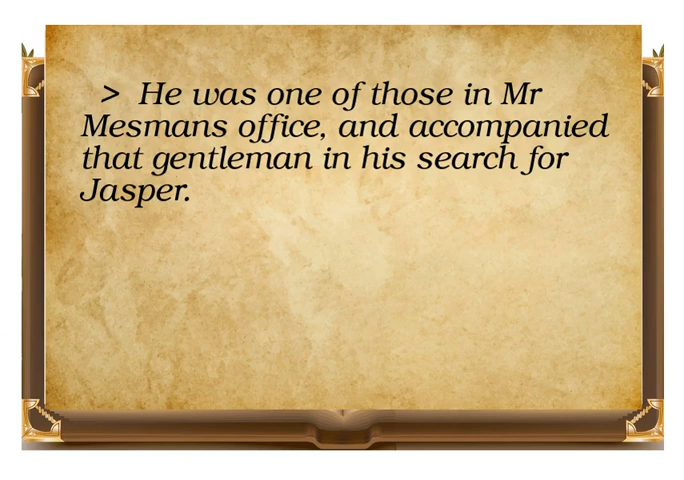 > He was one of those in Mr
Mesmans office, and accompanied
that gentleman in his search for
Jasper.